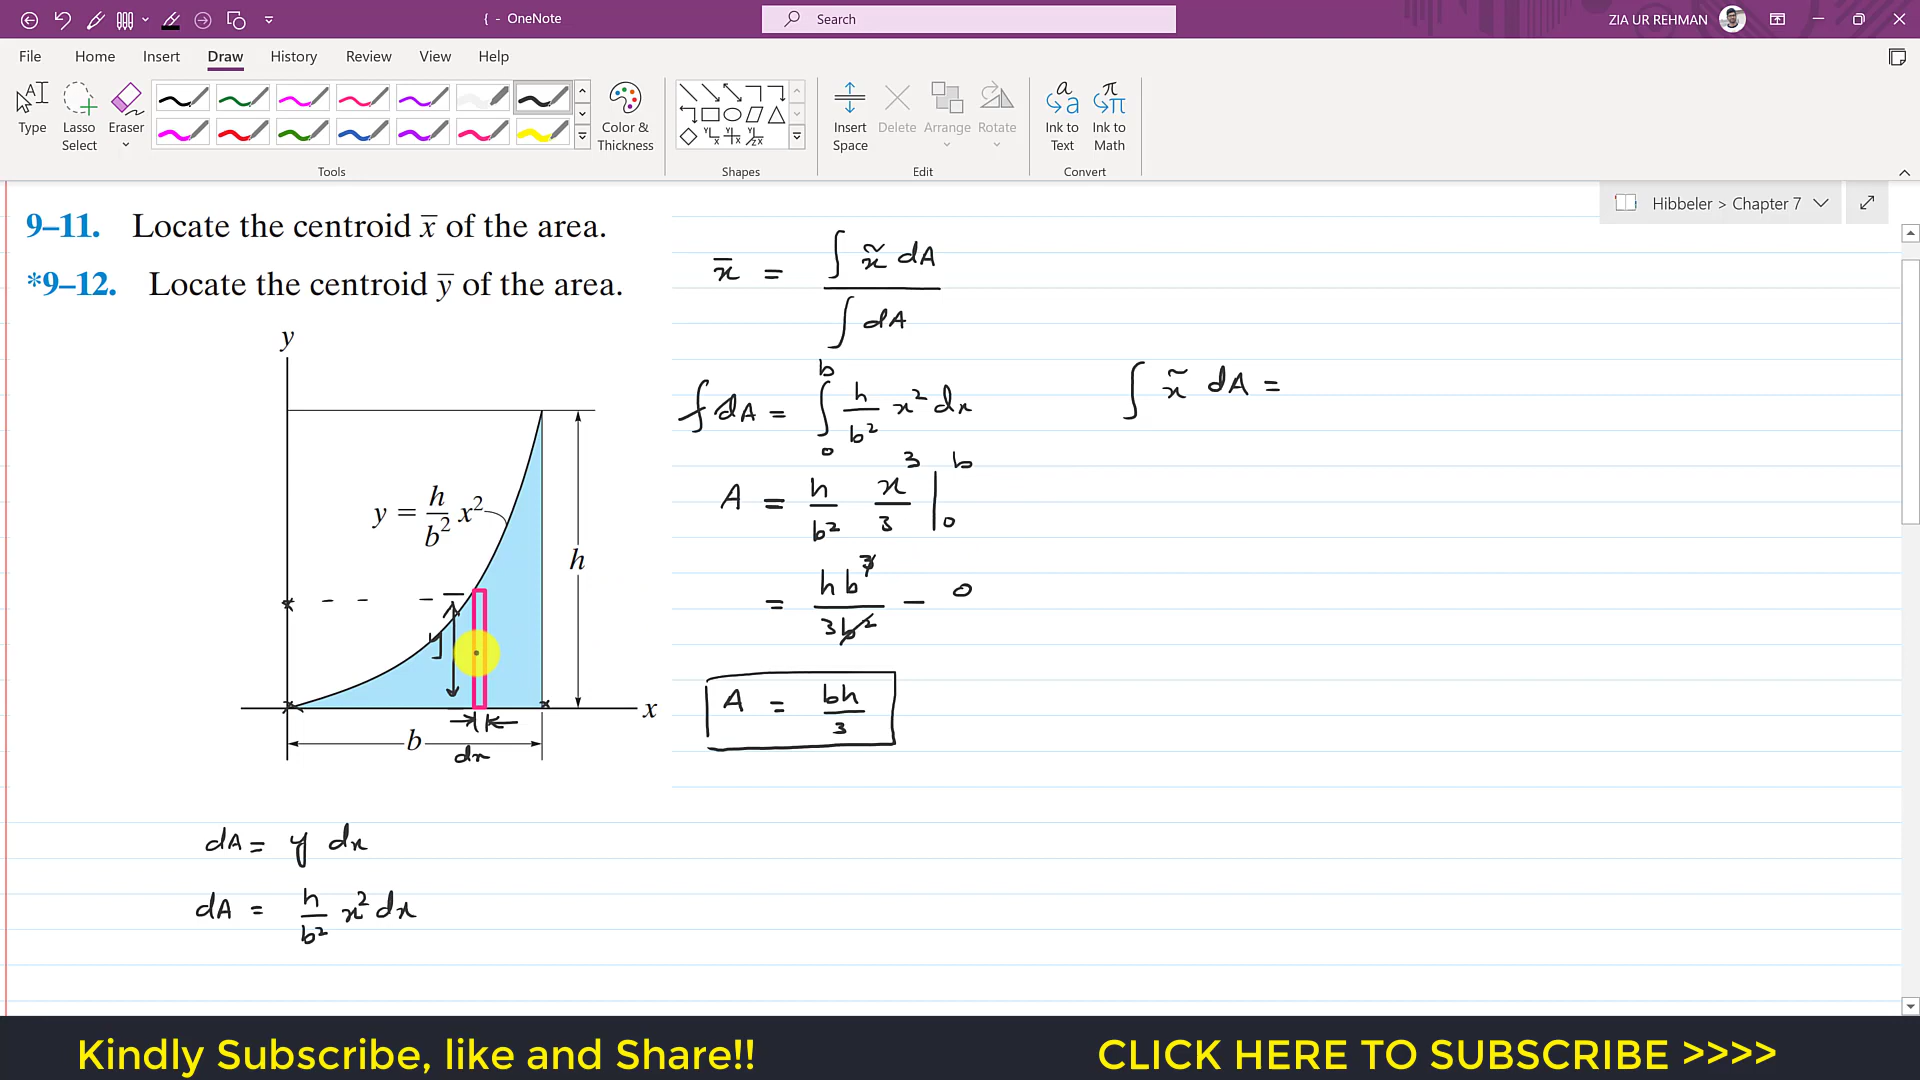 { - OneNote
Search
ZIA UR REHMAN
File Home Insert Draw History Review View Help
Type
Lasso Select
Eraser
Color & Thickness
Insert Space
Delete
Arrange
Rotate
Ink to Text
Ink to Math
Tools
Shapes
Edit
Convert
Hibbeler > Chapter 7
9–11. Locate the centroid x̅ of the area.
*9–12. Locate the centroid y̅ of the area.
y
y = h/b² x²
h
y
x
b
dx
dA = y dx
dA = h/b² x² dx
x̅ = ∫ x̃ dA / ∫ dA
∫ dA = ∫₀ᵇ h/b² x² dx
A = h/b² x³/3 |₀ᵇ
= hb³/3b² − 0
A = bh/3
∫ x̃ dA =
Kindly Subscribe, like and Share!!
CLICK HERE TO SUBSCRIBE >>>>